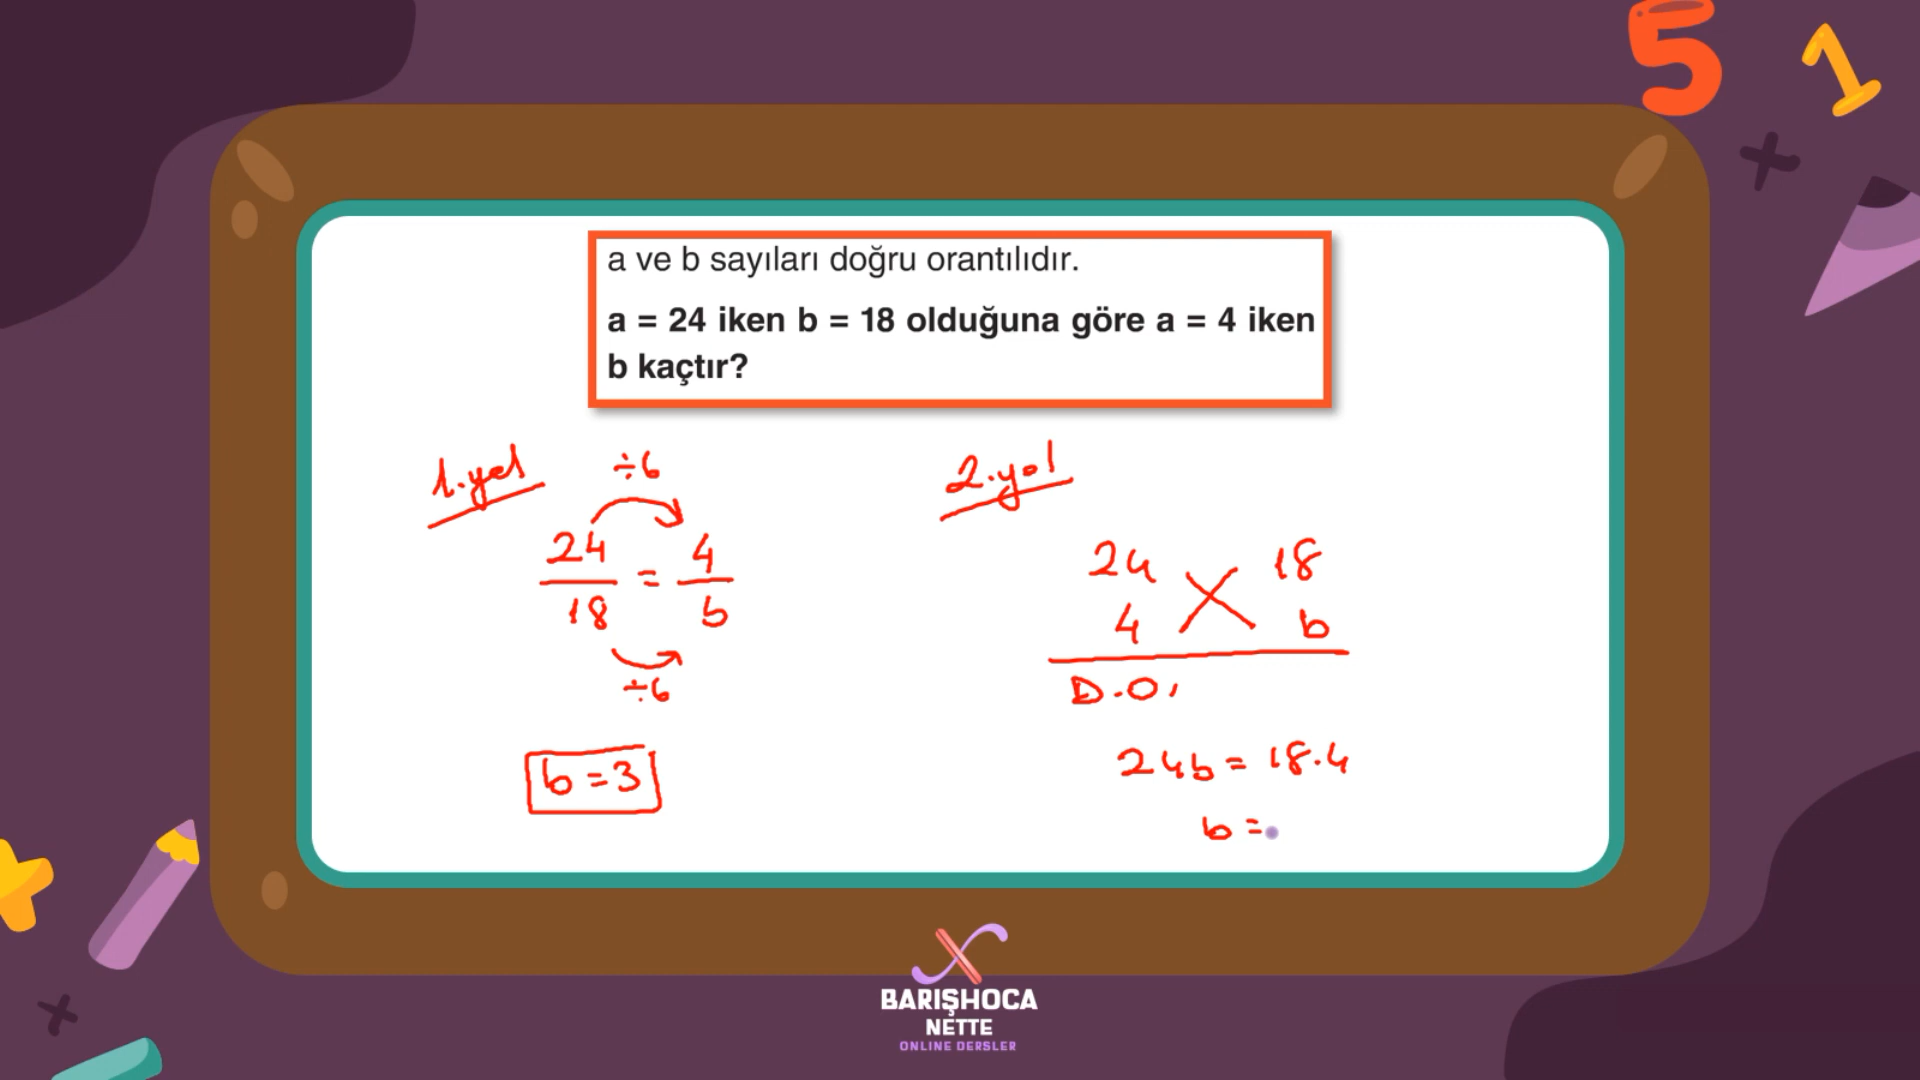 5 1
a ve b sayıları doğru orantılıdır.
a = 24 iken b = 18 olduğuna göre a = 4 iken
b kaçtır?
1.yol
÷6
24/18 = 4/b
÷6
b = 3
2.yol
24 18
4 b
D.O.
24b = 18.4
b =
BARIŞHOCA
NETTE
ONLINE DERSLER